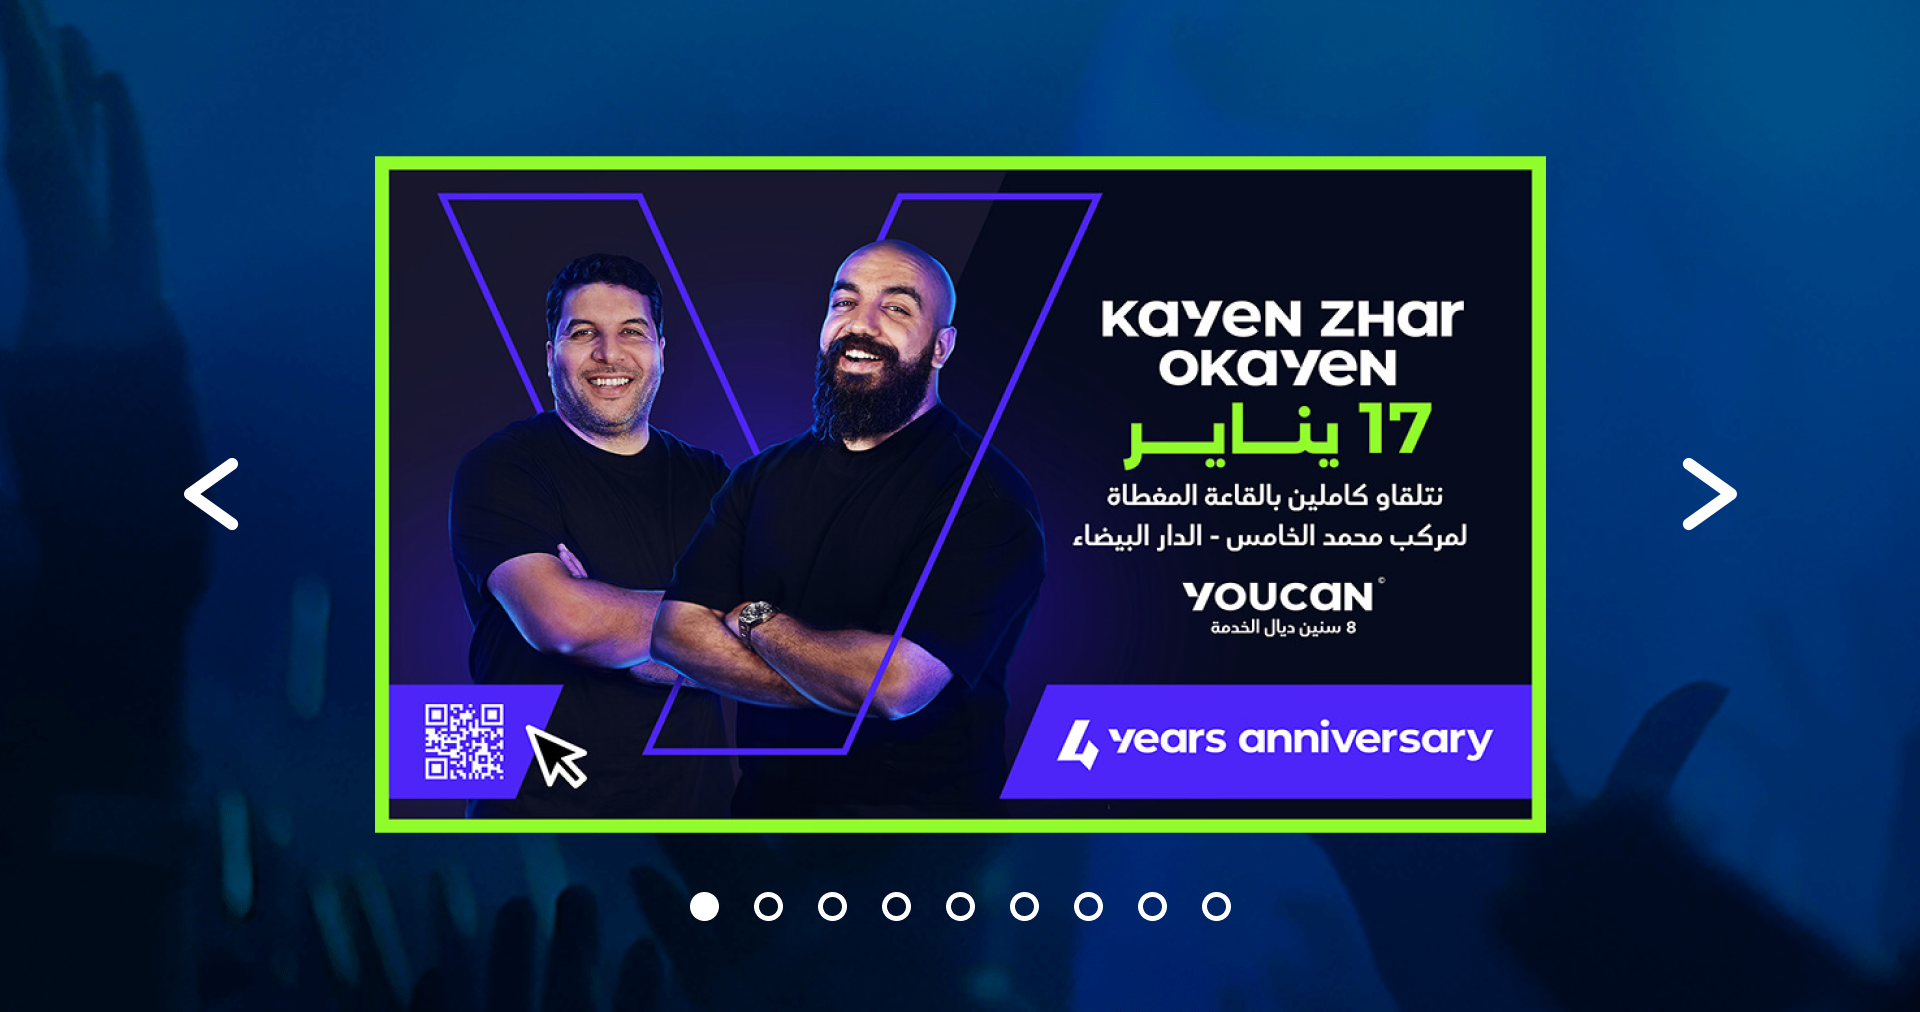 Kayen Zhar
Okayen
17 ينـــايـــر
نتلقاو كاملين بالقاعة المغطاة
لمركب محمد الخامس - الدار البيضاء
YOUCAN©
8 سنين ديال الخدمة
4 years anniversary